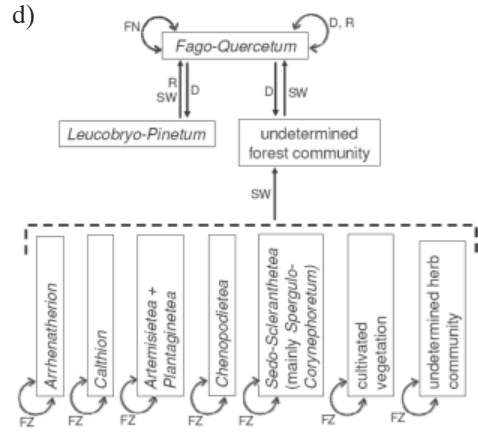 d)
FN
D, R
Fago-Quercetum
R
SW
D
D
SW
Leucobryo-Pinetum
undetermined
forest community
SW
Arrhenatherion
Calthion
Artemisietea +
Plantaginetea
Chenopodietea
Sedo-Scleranthetea
(mainly Spergulo-
Corynephoretum)
cultivated
vegetation
undetermined herb
community
FZ
FZ
FZ
FZ
FZ
FZ
FZ